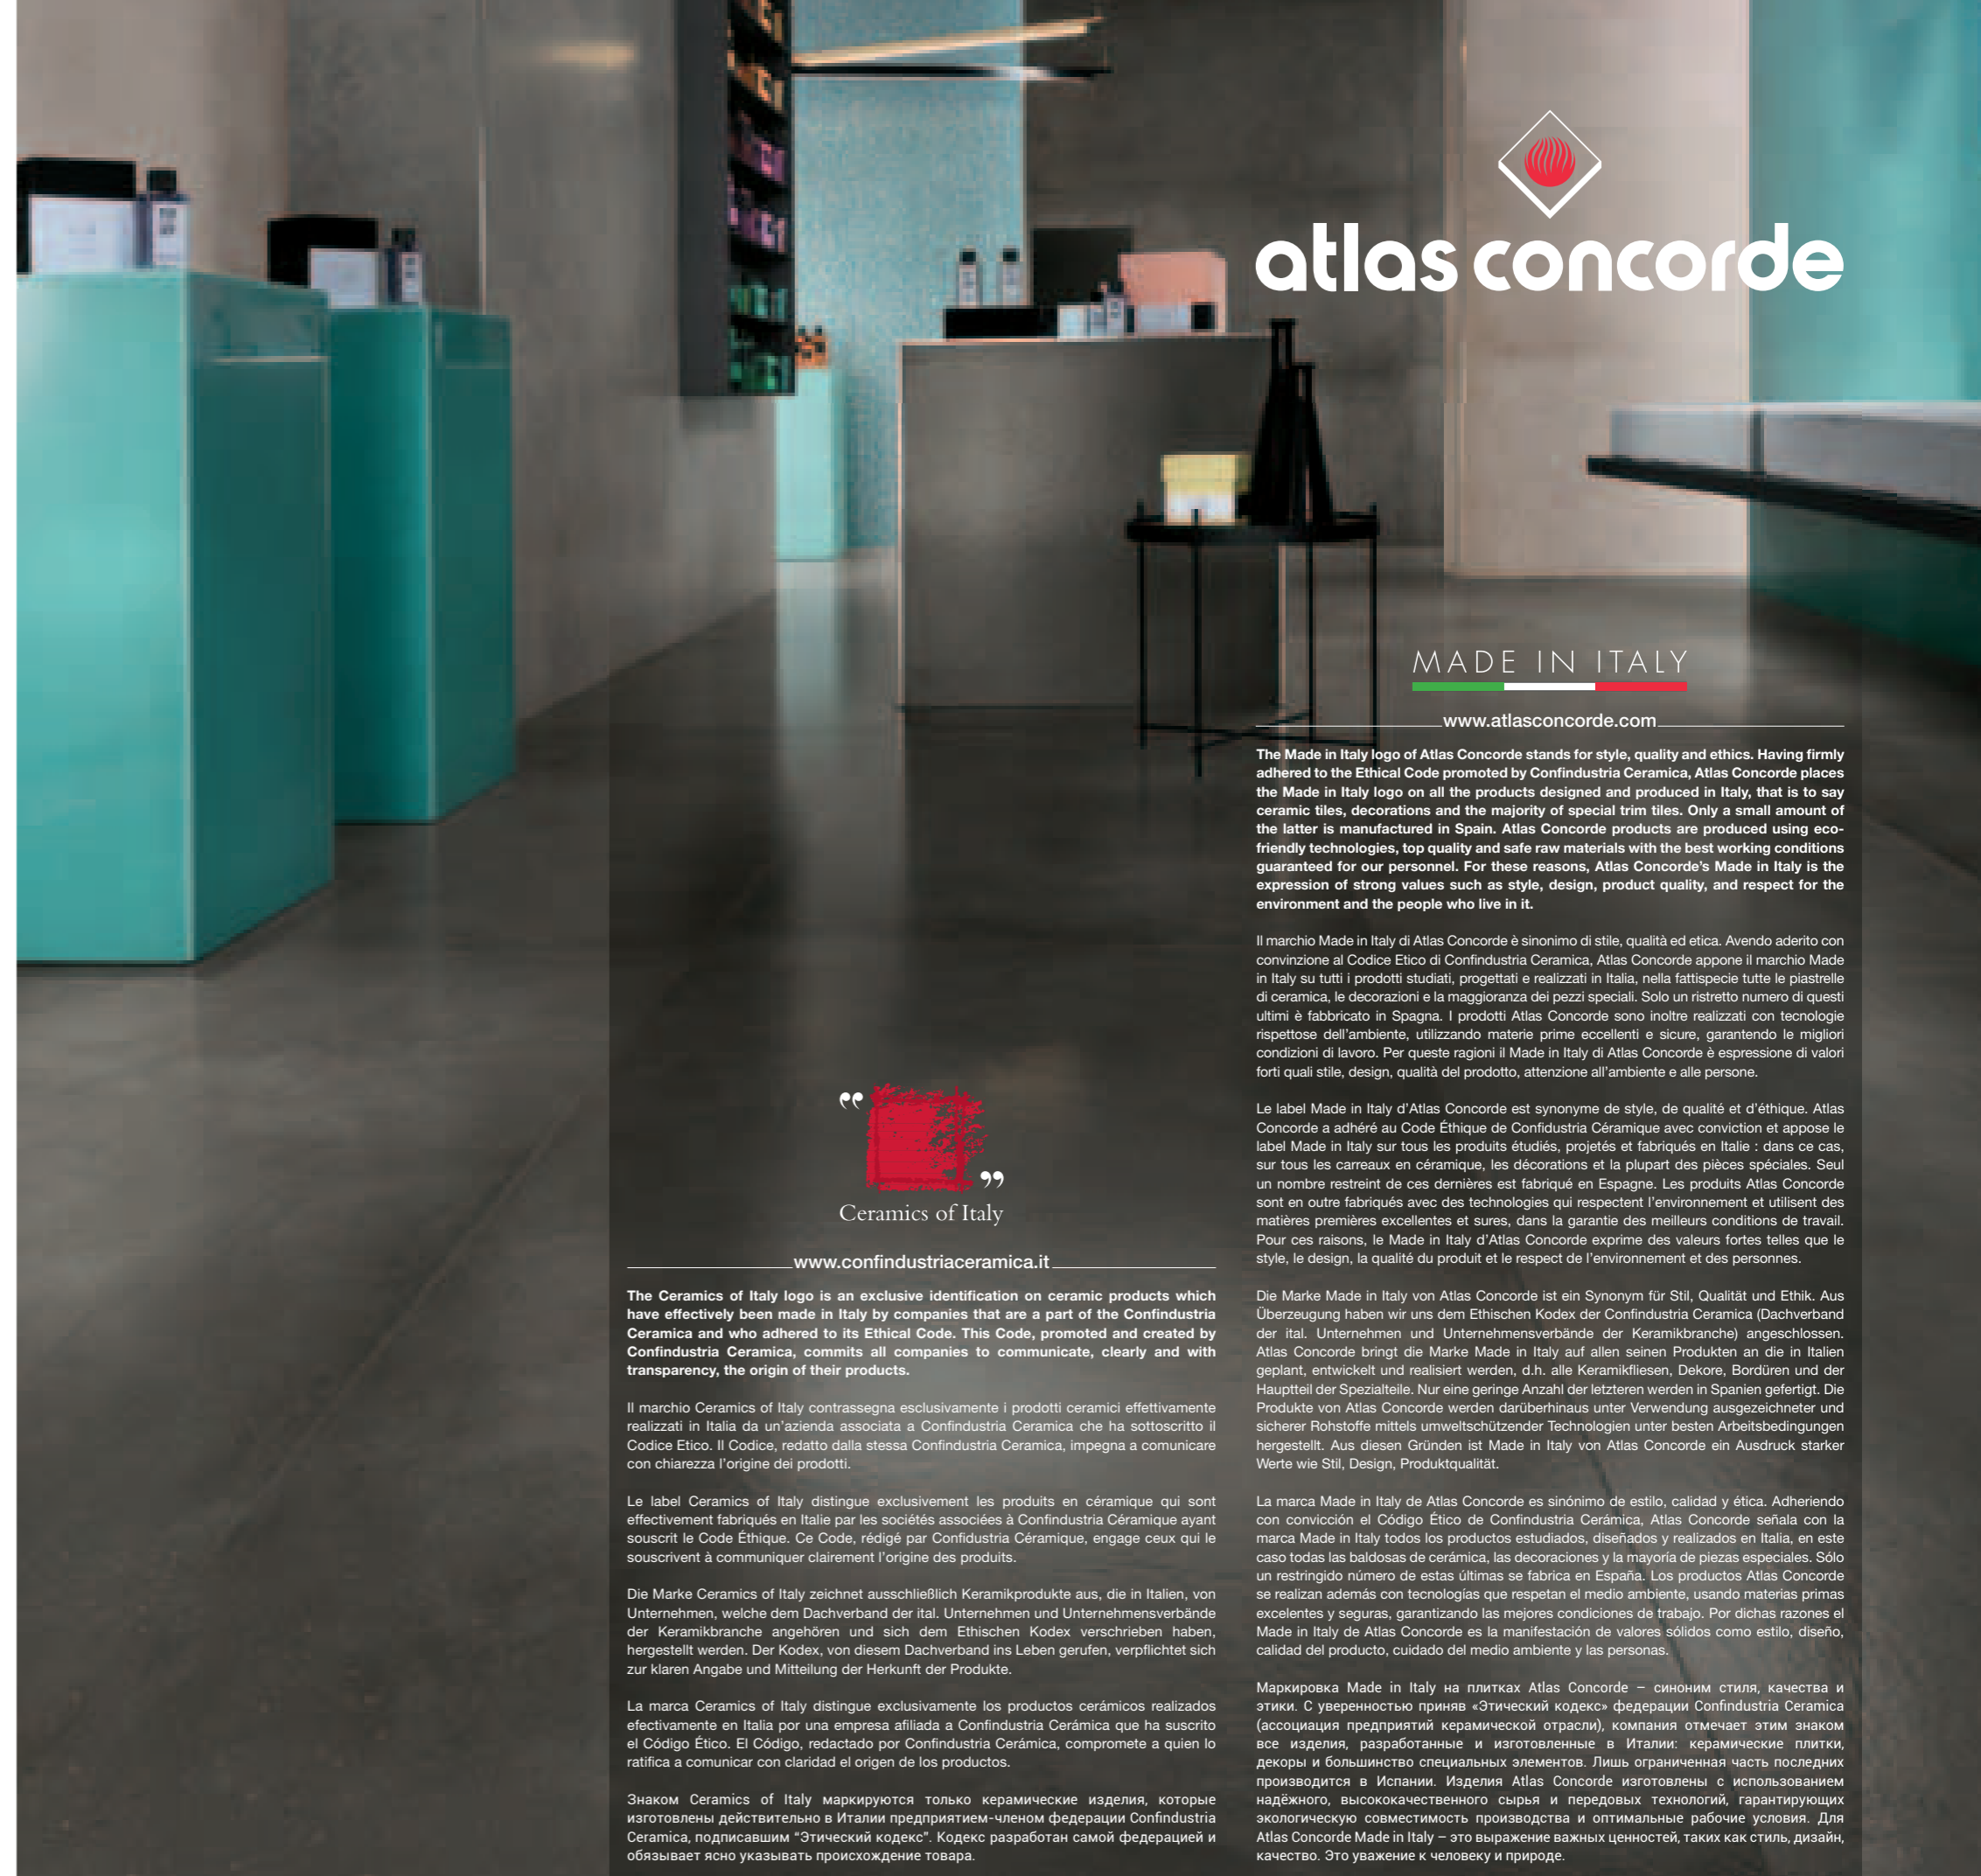 atlas concorde
MADE IN ITALY
www.atlasconcorde.com
The Made in Italy logo of Atlas Concorde stands for style, quality and ethics. Having firmly
adhered to the Ethical Code promoted by Confindustria Ceramica, Atlas Concorde places
the Made in Italy logo on all the products designed and produced in Italy, that is to say
ceramic tiles, decorations and the majority of special trim tiles. Only a small amount of
the latter is manufactured in Spain. Atlas Concorde products are produced using eco-
friendly technologies, top quality and safe raw materials with the best working conditions
guaranteed for our personnel. For these reasons, Atlas Concorde’s Made in Italy is the
expression of strong values such as style, design, product quality, and respect for the
environment and the people who live in it.
Il marchio Made in Italy di Atlas Concorde è sinonimo di stile, qualità ed etica. Avendo aderito con
convinzione al Codice Etico di Confindustria Ceramica, Atlas Concorde appone il marchio Made
in Italy su tutti i prodotti studiati, progettati e realizzati in Italia, nella fattispecie tutte le piastrelle
di ceramica, le decorazioni e la maggioranza dei pezzi speciali. Solo un ristretto numero di questi
ultimi è fabbricato in Spagna. I prodotti Atlas Concorde sono inoltre realizzati con tecnologie
rispettose dell’ambiente, utilizzando materie prime eccellenti e sicure, garantendo le migliori
condizioni di lavoro. Per queste ragioni il Made in Italy di Atlas Concorde è espressione di valori
forti quali stile, design, qualità del prodotto, attenzione all’ambiente e alle persone.
Le label Made in Italy d’Atlas Concorde est synonyme de style, de qualité et d’éthique. Atlas
Concorde a adhéré au Code Éthique de Confidustria Céramique avec conviction et appose le
label Made in Italy sur tous les produits étudiés, projetés et fabriqués en Italie : dans ce cas,
sur tous les carreaux en céramique, les décorations et la plupart des pièces spéciales. Seul
un nombre restreint de ces dernières est fabriqué en Espagne. Les produits Atlas Concorde
sont en outre fabriqués avec des technologies qui respectent l’environnement et utilisent des
matières premières excellentes et sures, dans la garantie des meilleurs conditions de travail.
Pour ces raisons, le Made in Italy d’Atlas Concorde exprime des valeurs fortes telles que le
style, le design, la qualité du produit et le respect de l’environnement et des personnes.
Die Marke Made in Italy von Atlas Concorde ist ein Synonym für Stil, Qualität und Ethik. Aus
Überzeugung haben wir uns dem Ethischen Kodex der Confindustria Ceramica (Dachverband
der ital. Unternehmen und Unternehmensverbände der Keramikbranche) angeschlossen.
Atlas Concorde bringt die Marke Made in Italy auf allen seinen Produkten an die in Italien
geplant, entwickelt und realisiert werden, d.h. alle Keramikfliesen, Dekore, Bordüren und der
Hauptteil der Spezialteile. Nur eine geringe Anzahl der letzteren werden in Spanien gefertigt. Die
Produkte von Atlas Concorde werden darüberhinaus unter Verwendung ausgezeichneter und
sicherer Rohstoffe mittels umweltschützender Technologien unter besten Arbeitsbedingungen
hergestellt. Aus diesen Gründen ist Made in Italy von Atlas Concorde ein Ausdruck starker
Werte wie Stil, Design, Produktqualität.
La marca Made in Italy de Atlas Concorde es sinónimo de estilo, calidad y ética. Adheriendo
con convicción el Código Ético de Confindustria Cerámica, Atlas Concorde señala con la
marca Made in Italy todos los productos estudiados, diseñados y realizados en Italia, en este
caso todas las baldosas de cerámica, las decoraciones y la mayoría de piezas especiales. Sólo
un restringido número de estas últimas se fabrica en España. Los productos Atlas Concorde
se realizan además con tecnologías que respetan el medio ambiente, usando materias primas
excelentes y seguras, garantizando las mejores condiciones de trabajo. Por dichas razones el
Made in Italy de Atlas Concorde es la manifestación de valores sólidos como estilo, diseño,
calidad del producto, cuidado del medio ambiente y las personas.
Маркировка Made in Italy на плитках Atlas Concorde – синоним стиля, качества и
этики. С уверенностью приняв «Этический кодекс» федерации Confindustria Ceramica
(ассоциация предприятий керамической отрасли), компания отмечает этим знаком
все изделия, разработанные и изготовленные в Италии: керамические плитки,
декоры и большинство специальных элементов. Лишь ограниченная часть последних
производится в Испании. Изделия Atlas Concorde изготовлены с использованием
надёжного, высококачественного сырья и передовых технологий, гарантирующих
экологическую совместимость производства и оптимальные рабочие условия. Для
Atlas Concorde Made in Italy – это выражение важных ценностей, таких как стиль, дизайн,
качество. Это уважение к человеку и природе.
“ ”
Ceramics of Italy
www.confindustriaceramica.it
The Ceramics of Italy logo is an exclusive identification on ceramic products which
have effectively been made in Italy by companies that are a part of the Confindustria
Ceramica and who adhered to its Ethical Code. This Code, promoted and created by
Confindustria Ceramica, commits all companies to communicate, clearly and with
transparency, the origin of their products.
Il marchio Ceramics of Italy contrassegna esclusivamente i prodotti ceramici effettivamente
realizzati in Italia da un’azienda associata a Confindustria Ceramica che ha sottoscritto il
Codice Etico. Il Codice, redatto dalla stessa Confindustria Ceramica, impegna a comunicare
con chiarezza l’origine dei prodotti.
Le label Ceramics of Italy distingue exclusivement les produits en céramique qui sont
effectivement fabriqués en Italie par les sociétés associées à Confindustria Céramique ayant
souscrit le Code Éthique. Ce Code, rédigé par Confidustria Céramique, engage ceux qui le
souscrivent à communiquer clairement l’origine des produits.
Die Marke Ceramics of Italy zeichnet ausschließlich Keramikprodukte aus, die in Italien, von
Unternehmen, welche dem Dachverband der ital. Unternehmen und Unternehmensverbände
der Keramikbranche angehören und sich dem Ethischen Kodex verschrieben haben,
hergestellt werden. Der Kodex, von diesem Dachverband ins Leben gerufen, verpflichtet sich
zur klaren Angabe und Mitteilung der Herkunft der Produkte.
La marca Ceramics of Italy distingue exclusivamente los productos cerámicos realizados
efectivamente en Italia por una empresa afiliada a Confindustria Cerámica que ha suscrito
el Código Ético. El Código, redactado por Confindustria Cerámica, compromete a quien lo
ratifica a comunicar con claridad el origen de los productos.
Знаком Ceramics of Italy маркируются только керамические изделия, которые
изготовлены действительно в Италии предприятием-членом федерации Confindustria
Ceramica, подписавшим “Этический кодекс”. Кодекс разработан самой федерацией и
обязывает ясно указывать происхождение товара.